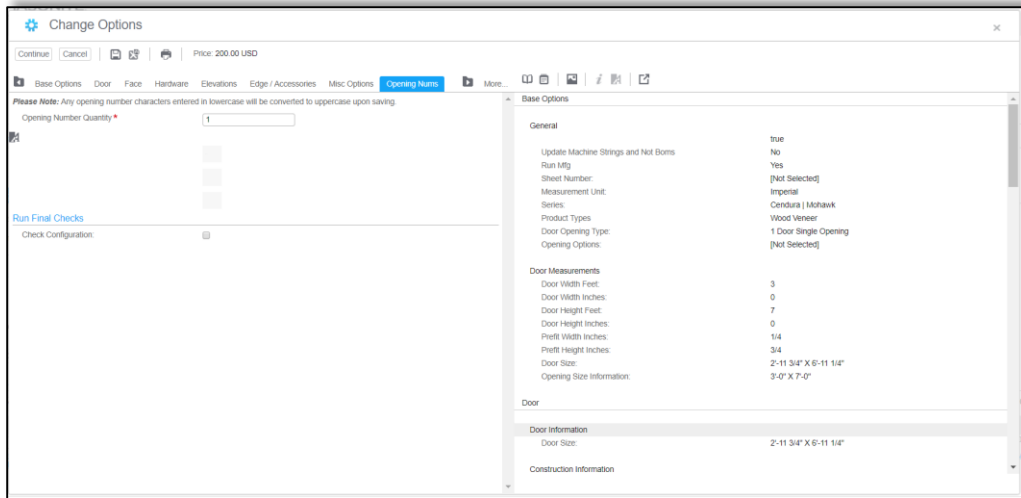 Change Options
Continue Cancel Price: 200.00 USD
Base Options Door Face Hardware Elevations Edge / Accessories Misc Options Opening Nums More...
Please Note: Any opening number characters entered in lowercase will be converted to uppercase upon saving.
Opening Number Quantity * 1
Run Final Checks
Check Configuration:
Base Options
General
true
Update Machine Strings and Not Boms No
Run Mfg Yes
Sheet Number: [Not Selected]
Measurement Unit: Imperial
Series: Cendura | Mohawk
Product Types Wood Veneer
Door Opening Type: 1 Door Single Opening
Opening Options: [Not Selected]
Door Measurements
Door Width Feet: 3
Door Width Inches: 0
Door Height Feet: 7
Door Height Inches: 0
Prefit Width Inches: 1/4
Prefit Height Inches: 3/4
Door Size: 2'-11 3/4" X 6'-11 1/4"
Opening Size Information: 3'-0" X 7'-0"
Door
Door Information
Door Size: 2'-11 3/4" X 6'-11 1/4"
Construction Information